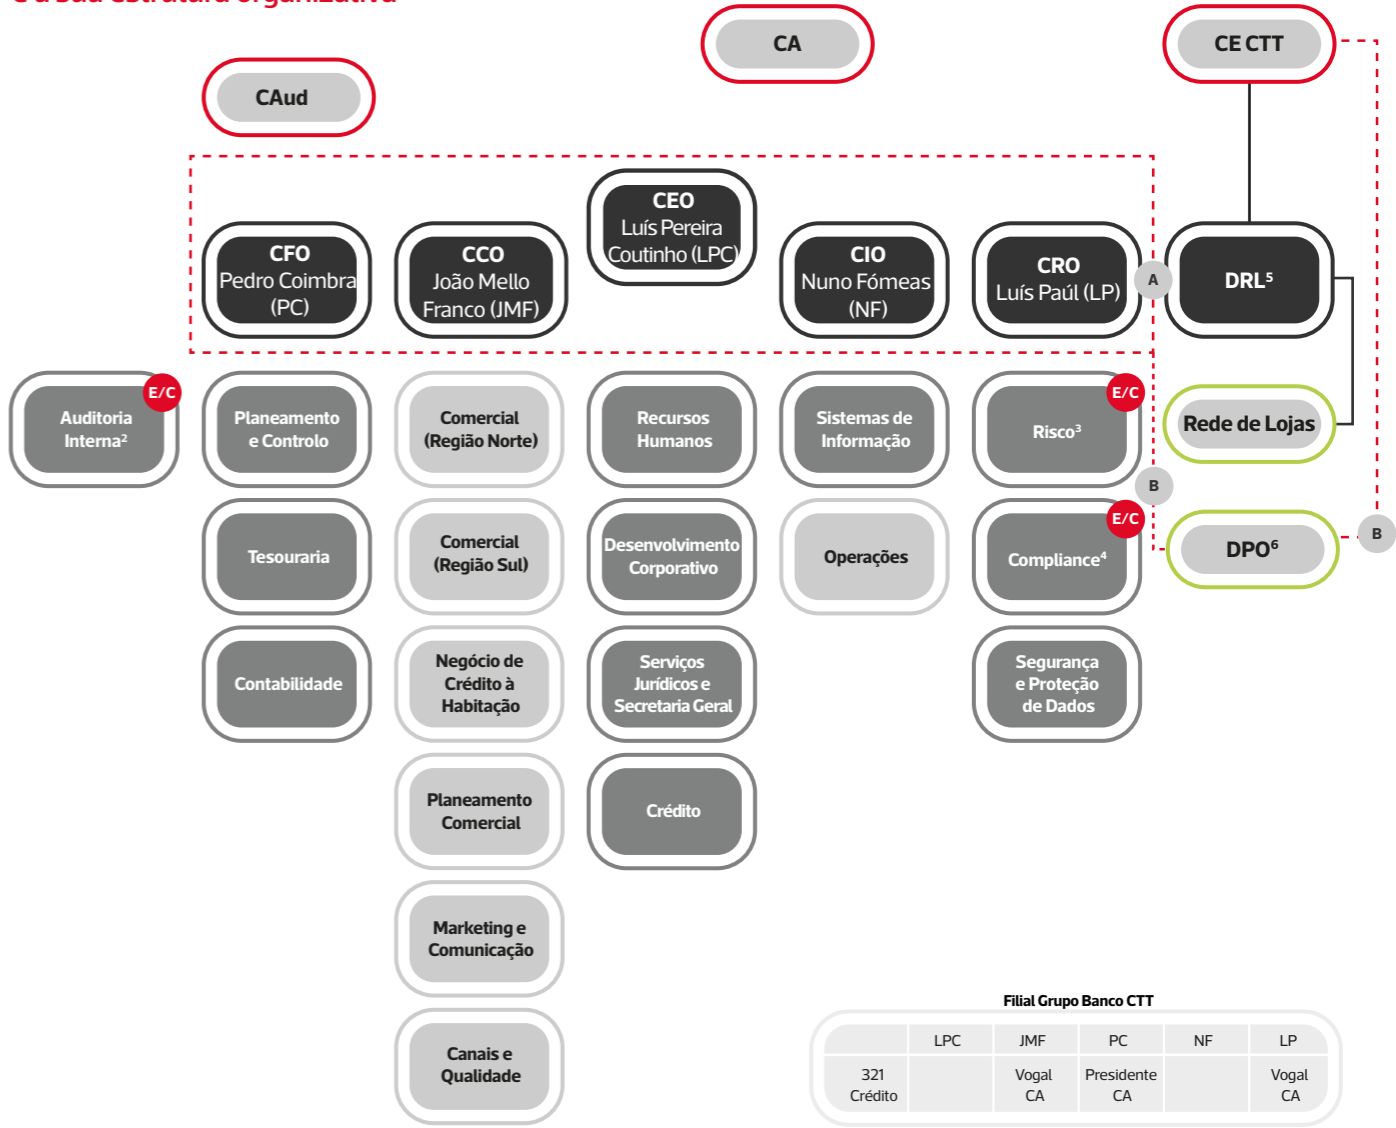 e a sua estrutura organizativa
CA
CE CTT
CAud
CEO
Luís Pereira
Coutinho (LPC)
CFO
Pedro Coimbra
(PC)
CCO
João Mello
Franco (JMF)
CIO
Nuno Fómeas
(NF)
CRO
Luís Paúl (LP)
A
DRL⁵
E/C
Auditoria
Interna²
Planeamento
e Controlo
Comercial
(Região Norte)
Recursos
Humanos
Sistemas de
Informação
E/C
Risco³
Rede de Lojas
B
Tesouraria
Comercial
(Região Sul)
Desenvolvimento
Corporativo
Operações
E/C
Compliance⁴
DPO⁶
B
Contabilidade
Negócio de
Crédito à
Habitação
Serviços
Jurídicos e
Secretaria Geral
Segurança
e Proteção
de Dados
Planeamento
Comercial
Crédito
Marketing e
Comunicação
Canais e
Qualidade
Filial Grupo Banco CTT
LPC JMF PC NF LP
321 Vogal Presidente Vogal
Crédito CA CA CA